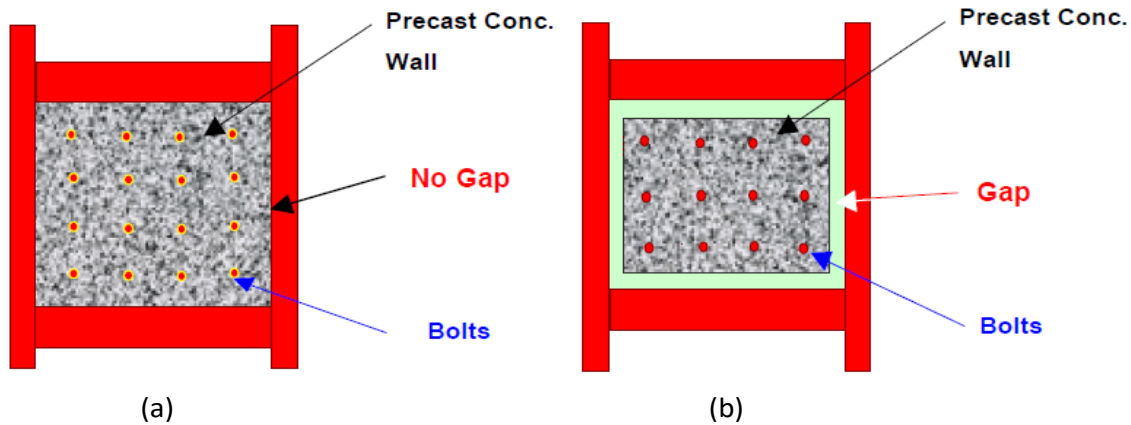 Precast Conc.
Wall
No Gap
Bolts
(a)
Precast Conc.
Wall
Gap
Bolts
(b)